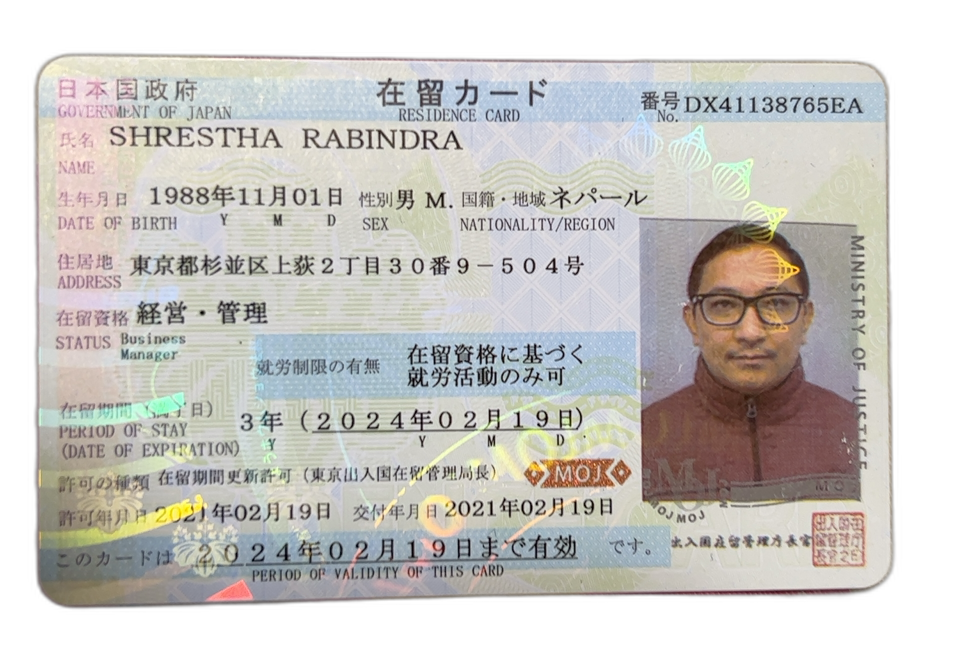 日本国政府 在留カード 番号 DX41138765EA
GOVERNMENT OF JAPAN RESIDENCE CARD No.
氏名 SHRESTHA RABINDRA
NAME
生年月日 1988年11月01日 性別 男 M. 国籍・地域 ネパール
DATE OF BIRTH Y M D SEX NATIONALITY/REGION
住居地 東京都杉並区上荻2丁目30番9-504号
ADDRESS
在留資格 経営・管理
STATUS Business Manager
就労制限の有無 在留資格に基づく
就労活動のみ可
在留期間(満了日) 3年(2024年02月19日)
PERIOD OF STAY Y Y M D
(DATE OF EXPIRATION)
許可の種類 在留期間更新許可(東京出入国在留管理局長)
MOJ
許可年月日 2021年02月19日 交付年月日 2021年02月19日
このカードは 2024年02月19日まで有効 です。
PERIOD OF VALIDITY OF THIS CARD
MINISTRY OF JUSTICE
MOJ MOJ
出入国在留管理庁長官